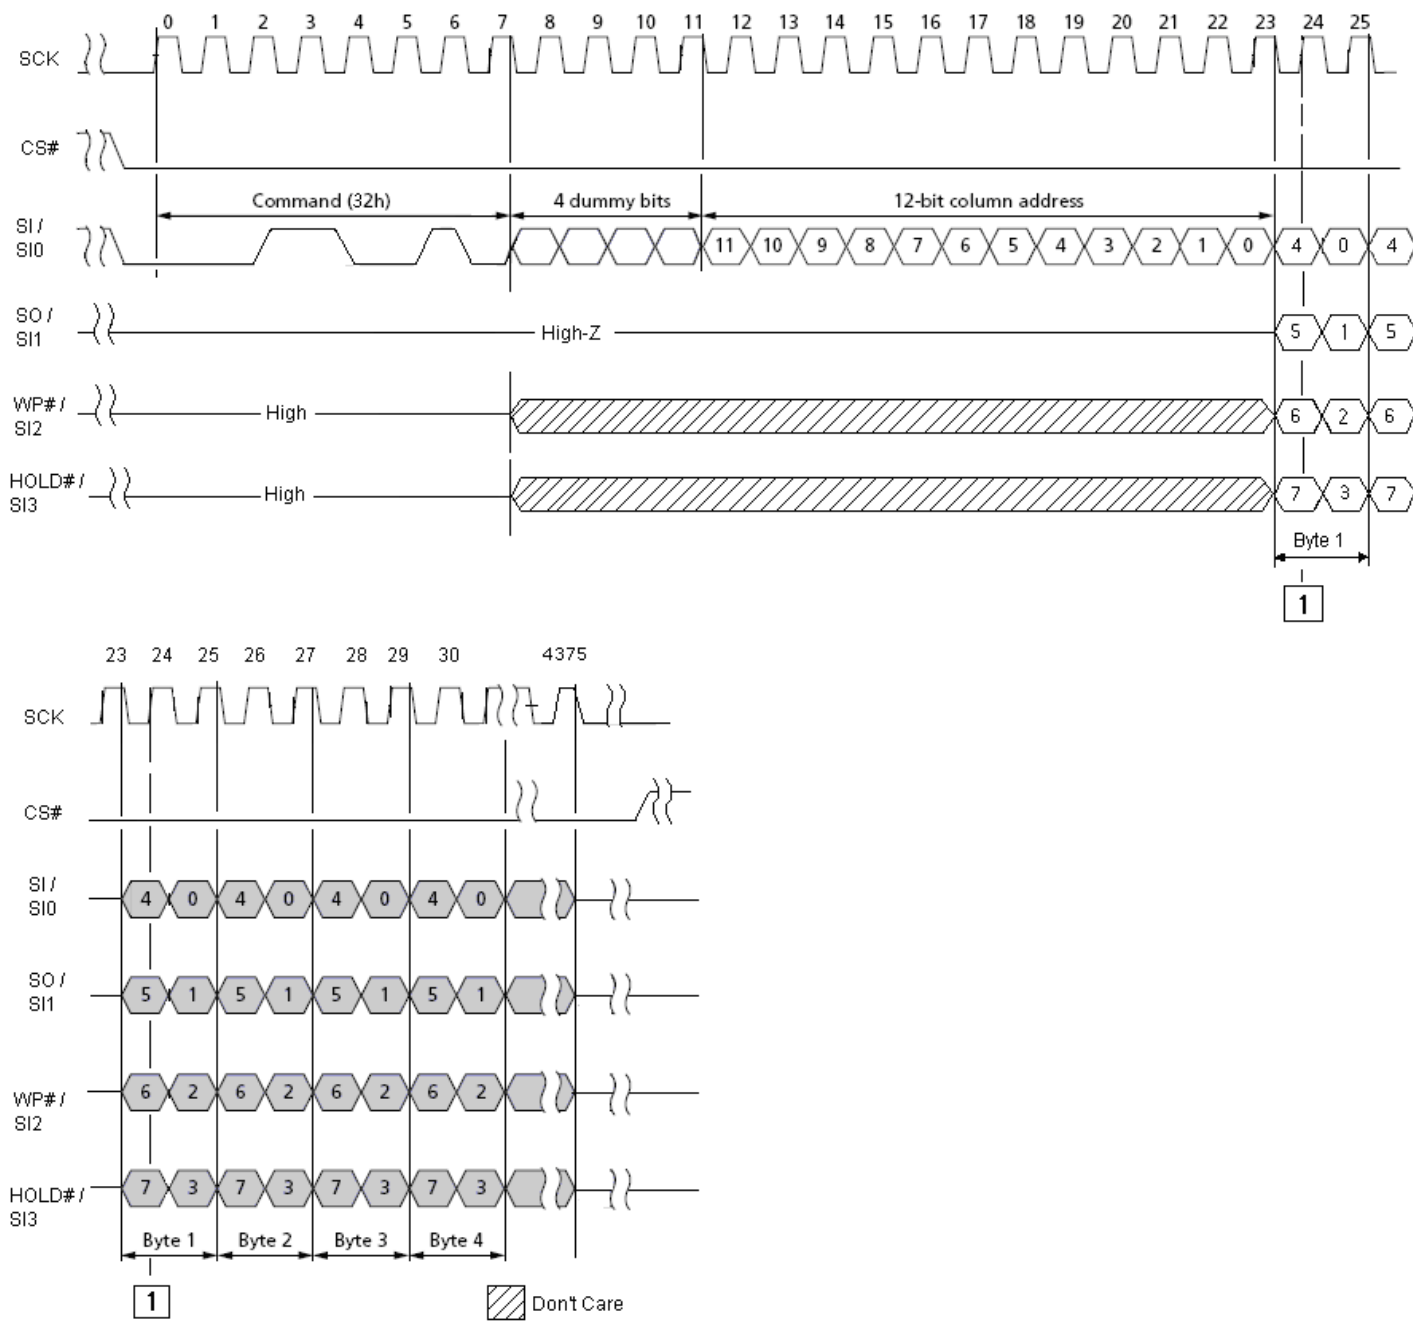 0 1 2 3 4 5 6 7 8 9 10 11 12 13 14 15 16 17 18 19 20 21 22 23 24 25
SCK
CS#
Command (32h) 4 dummy bits 12-bit column address
SI /
SI0
11 10 9 8 7 6 5 4 3 2 1 0 4 0 4
SO /
SI1
High-Z 5 1 5
WP# /
SI2
High 6 2 6
HOLD# /
SI3
High 7 3 7
Byte 1
1
23 24 25 26 27 28 29 30 4375
SCK
CS#
SI /
SI0
4 0 4 0 4 0 4 0
SO /
SI1
5 1 5 1 5 1 5 1
WP# /
SI2
6 2 6 2 6 2 6 2
HOLD# /
SI3
7 3 7 3 7 3 7 3
Byte 1 Byte 2 Byte 3 Byte 4
1
Don't Care